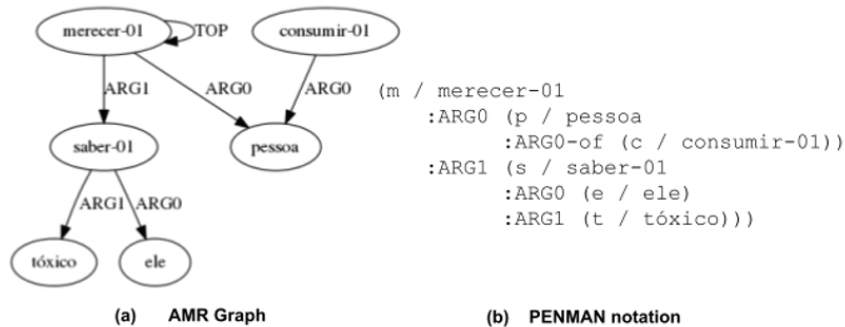 merecer-01
TOP
consumir-01
ARG1
ARG0
ARG0
saber-01
pessoa
ARG1
ARG0
tóxico
ele
(a) AMR Graph
(m / merecer-01
:ARG0 (p / pessoa
:ARG0-of (c / consumir-01))
:ARG1 (s / saber-01
:ARG0 (e / ele)
:ARG1 (t / tóxico)))
(b) PENMAN notation